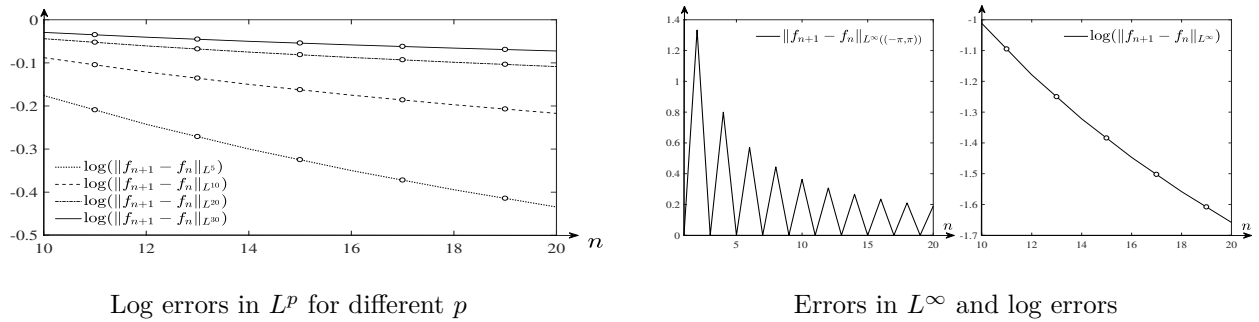 0
-0.1
-0.2
-0.3
-0.4
-0.5
10 12 14 16 18 20 n
log(‖f_{n+1} − f_n‖_{L^5})
log(‖f_{n+1} − f_n‖_{L^{10}})
log(‖f_{n+1} − f_n‖_{L^{20}})
log(‖f_{n+1} − f_n‖_{L^{30}})
Log errors in L^p for different p
1.4
1.2
1
0.8
0.6
0.4
0.2
0
5 10 15 20 n
‖f_{n+1} − f_n‖_{L^∞((−π,π))}
-1
-1.1
-1.2
-1.3
-1.4
-1.5
-1.6
-1.7
10 12 14 16 18 20 n
log(‖f_{n+1} − f_n‖_{L^∞})
Errors in L^∞ and log errors